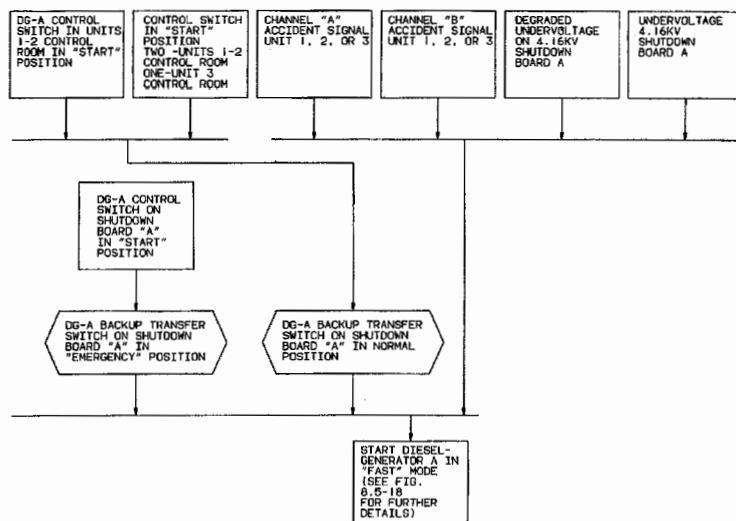 DG-A CONTROL
SWITCH IN UNITS
1-2 CONTROL
ROOM IN "START"
POSITION
CONTROL SWITCH
IN "START"
POSITION
TWO -UNITS 1-2
CONTROL ROOM
ONE-UNIT 3
CONTROL ROOM
CHANNEL "A"
ACCIDENT SIGNAL
UNIT 1, 2, OR 3
CHANNEL "B"
ACCIDENT SIGNAL
UNIT 1, 2, OR 3
DEGRADED
UNDERVOLTAGE
ON 4.16KV
SHUTDOWN
BOARD A
UNDERVOLTAGE
4.16KV
SHUTDOWN
BOARD A
DG-A CONTROL
SWITCH ON
SHUTDOWN
BOARD "A"
IN "START"
POSITION
DG-A BACKUP TRANSFER
SWITCH ON SHUTDOWN
BOARD "A" IN
"EMERGENCY" POSITION
DG-A BACKUP TRANSFER
SWITCH ON SHUTDOWN
BOARD "A" IN NORMAL
POSITION
START DIESEL-
GENERATOR A IN
"FAST" MODE
(SEE FIG.
8.5-18
FOR FURTHER
DETAILS)